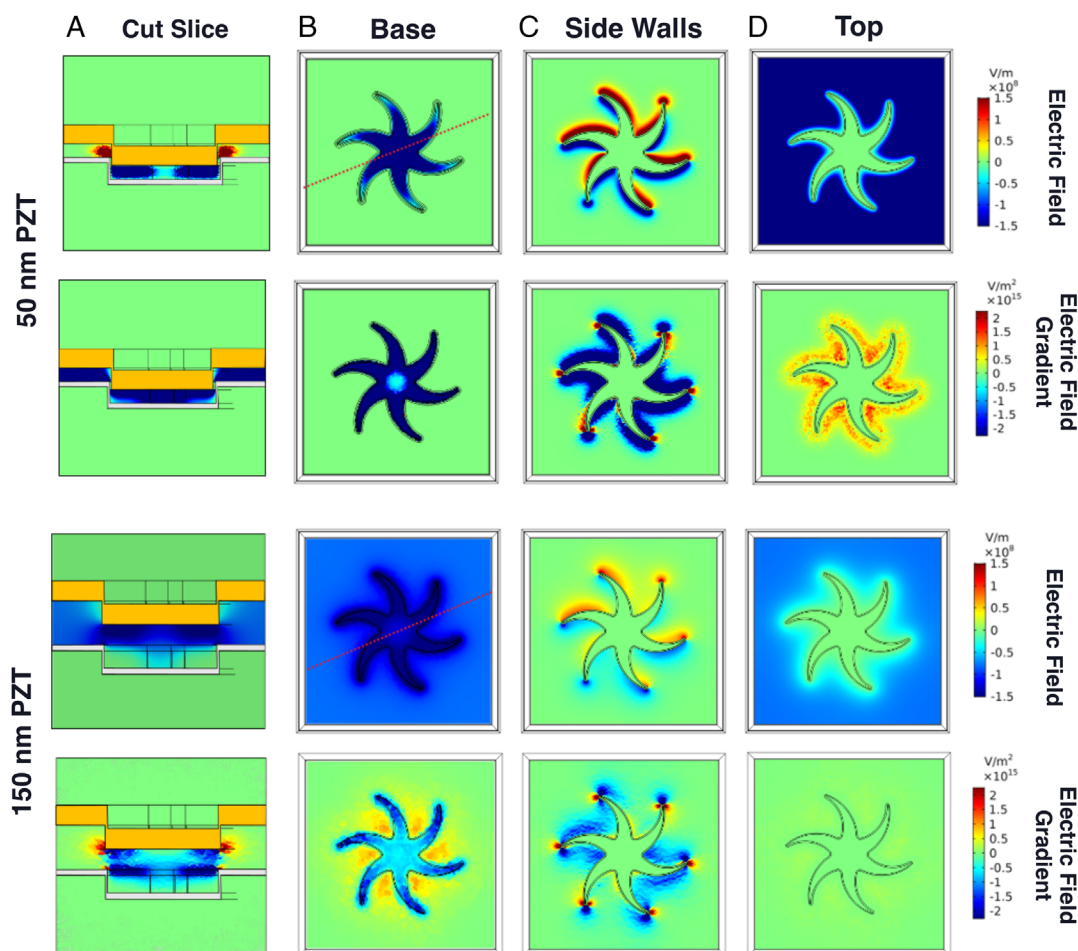 A Cut Slice B Base C Side Walls D Top
50 nm PZT
V/m
×10⁸
1.5
1
0.5
0
-0.5
-1
-1.5
Electric Field
V/m²
×10¹⁵
2
1.5
1
0.5
0
-0.5
-1
-1.5
-2
Electric Field
Gradient
150 nm PZT
V/m
×10⁸
1.5
1
0.5
0
-0.5
-1
-1.5
Electric Field
V/m²
×10¹⁵
2
1.5
1
0.5
0
-0.5
-1
-1.5
-2
Electric Field
Gradient